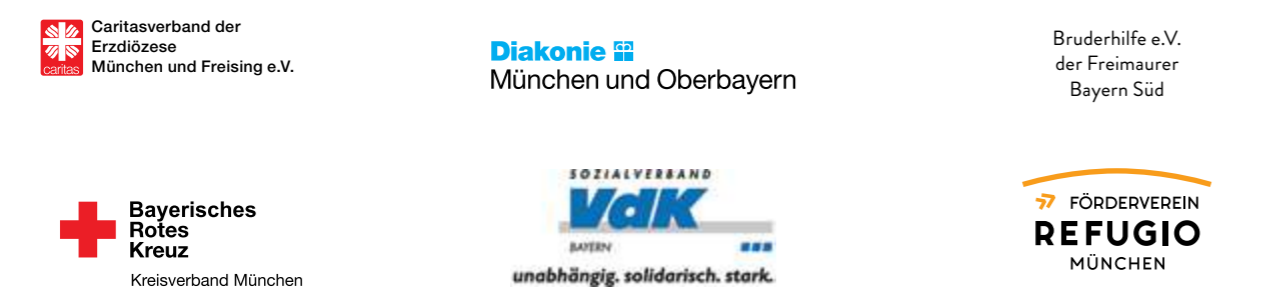 caritas
Caritasverband der
Erzdiözese
München und Freising e.V.
Diakonie
München und Oberbayern
Bruderhilfe e.V.
der Freimaurer
Bayern Süd
Bayerisches
Rotes
Kreuz
Kreisverband München
SOZIALVERBAND
VdK
BAYERN
unabhängig. solidarisch. stark.
FÖRDERVEREIN
REFUGIO
MÜNCHEN